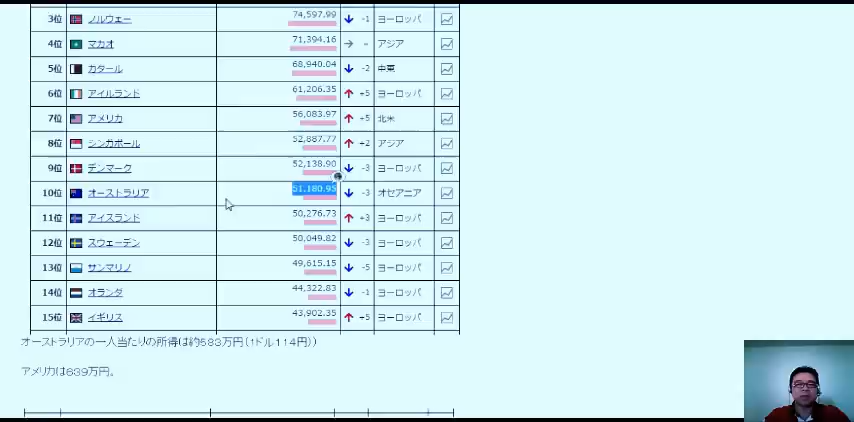 3位 ノルウェー 74,597.99 -1 ヨーロッパ
4位 マカオ 71,394.16 - アジア
5位 カタール 68,940.04 -2 中東
6位 アイルランド 61,206.35 +5 ヨーロッパ
7位 アメリカ 56,083.97 +5 北米
8位 シンガポール 52,887.77 +2 アジア
9位 デンマーク 52,138.90 -3 ヨーロッパ
10位 オーストラリア 51,180.95 -3 オセアニア
11位 アイスランド 50,276.73 +3 ヨーロッパ
12位 スウェーデン 50,049.82 -3 ヨーロッパ
13位 サンマリノ 49,615.15 -5 ヨーロッパ
14位 オランダ 44,322.83 -1 ヨーロッパ
15位 イギリス 43,902.35 +5 ヨーロッパ
オーストラリアの一人当たりの所得は約583万円(1ドル114円))
アメリカは639万円。